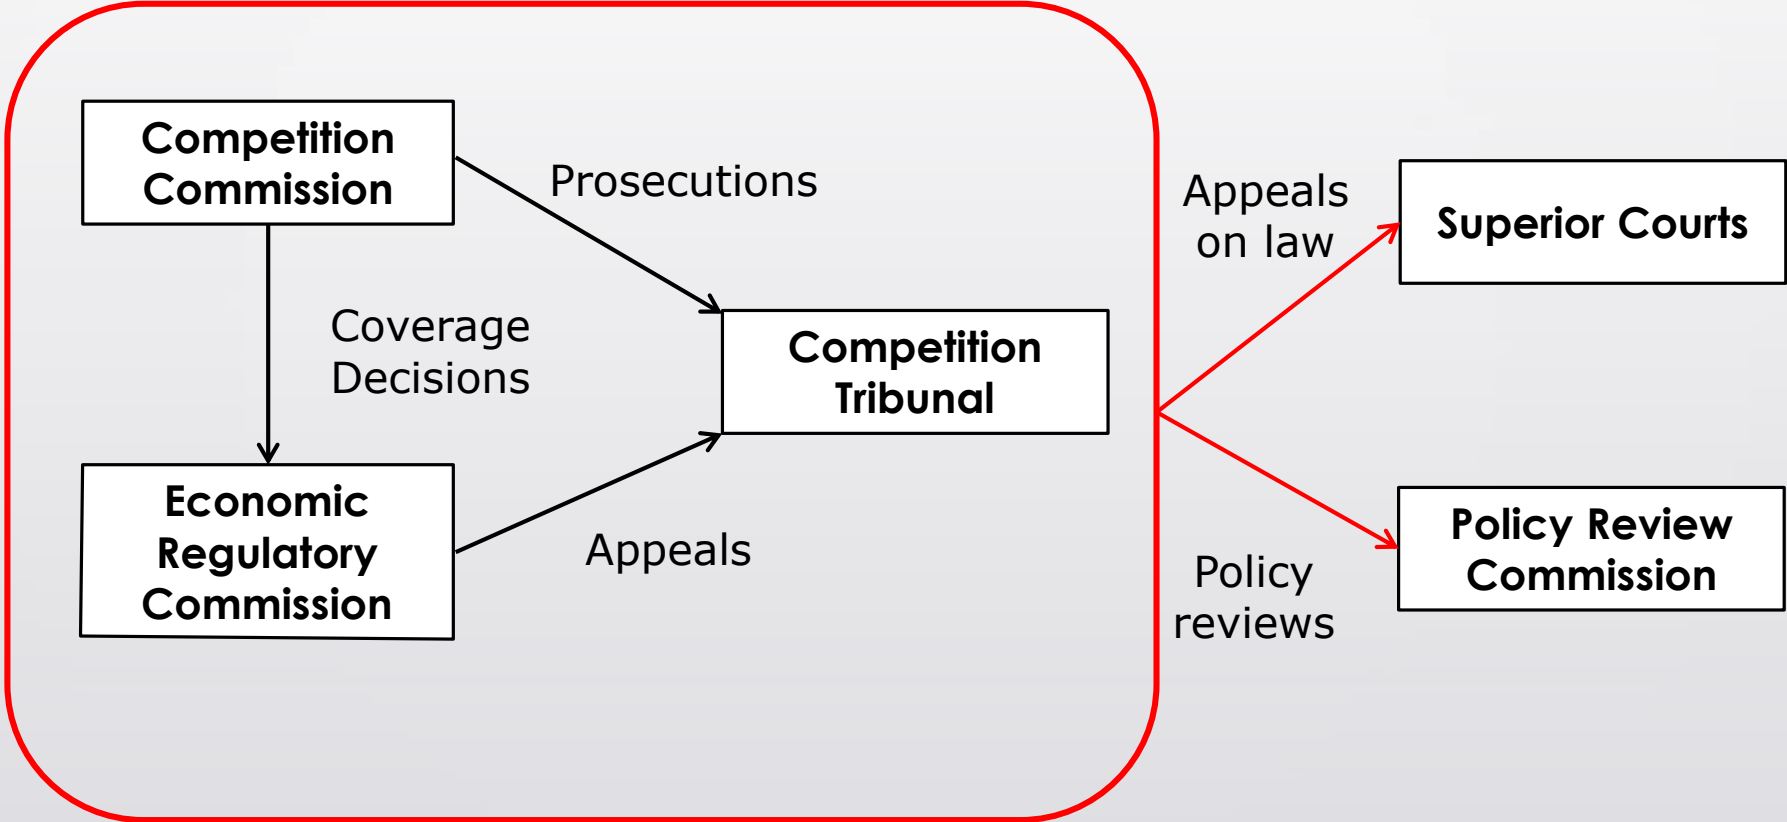 Competition
Commission
Prosecutions
Coverage
Decisions
Competition
Tribunal
Economic
Regulatory
Commission
Appeals
Appeals
on law
Superior Courts
Policy
reviews
Policy Review
Commission